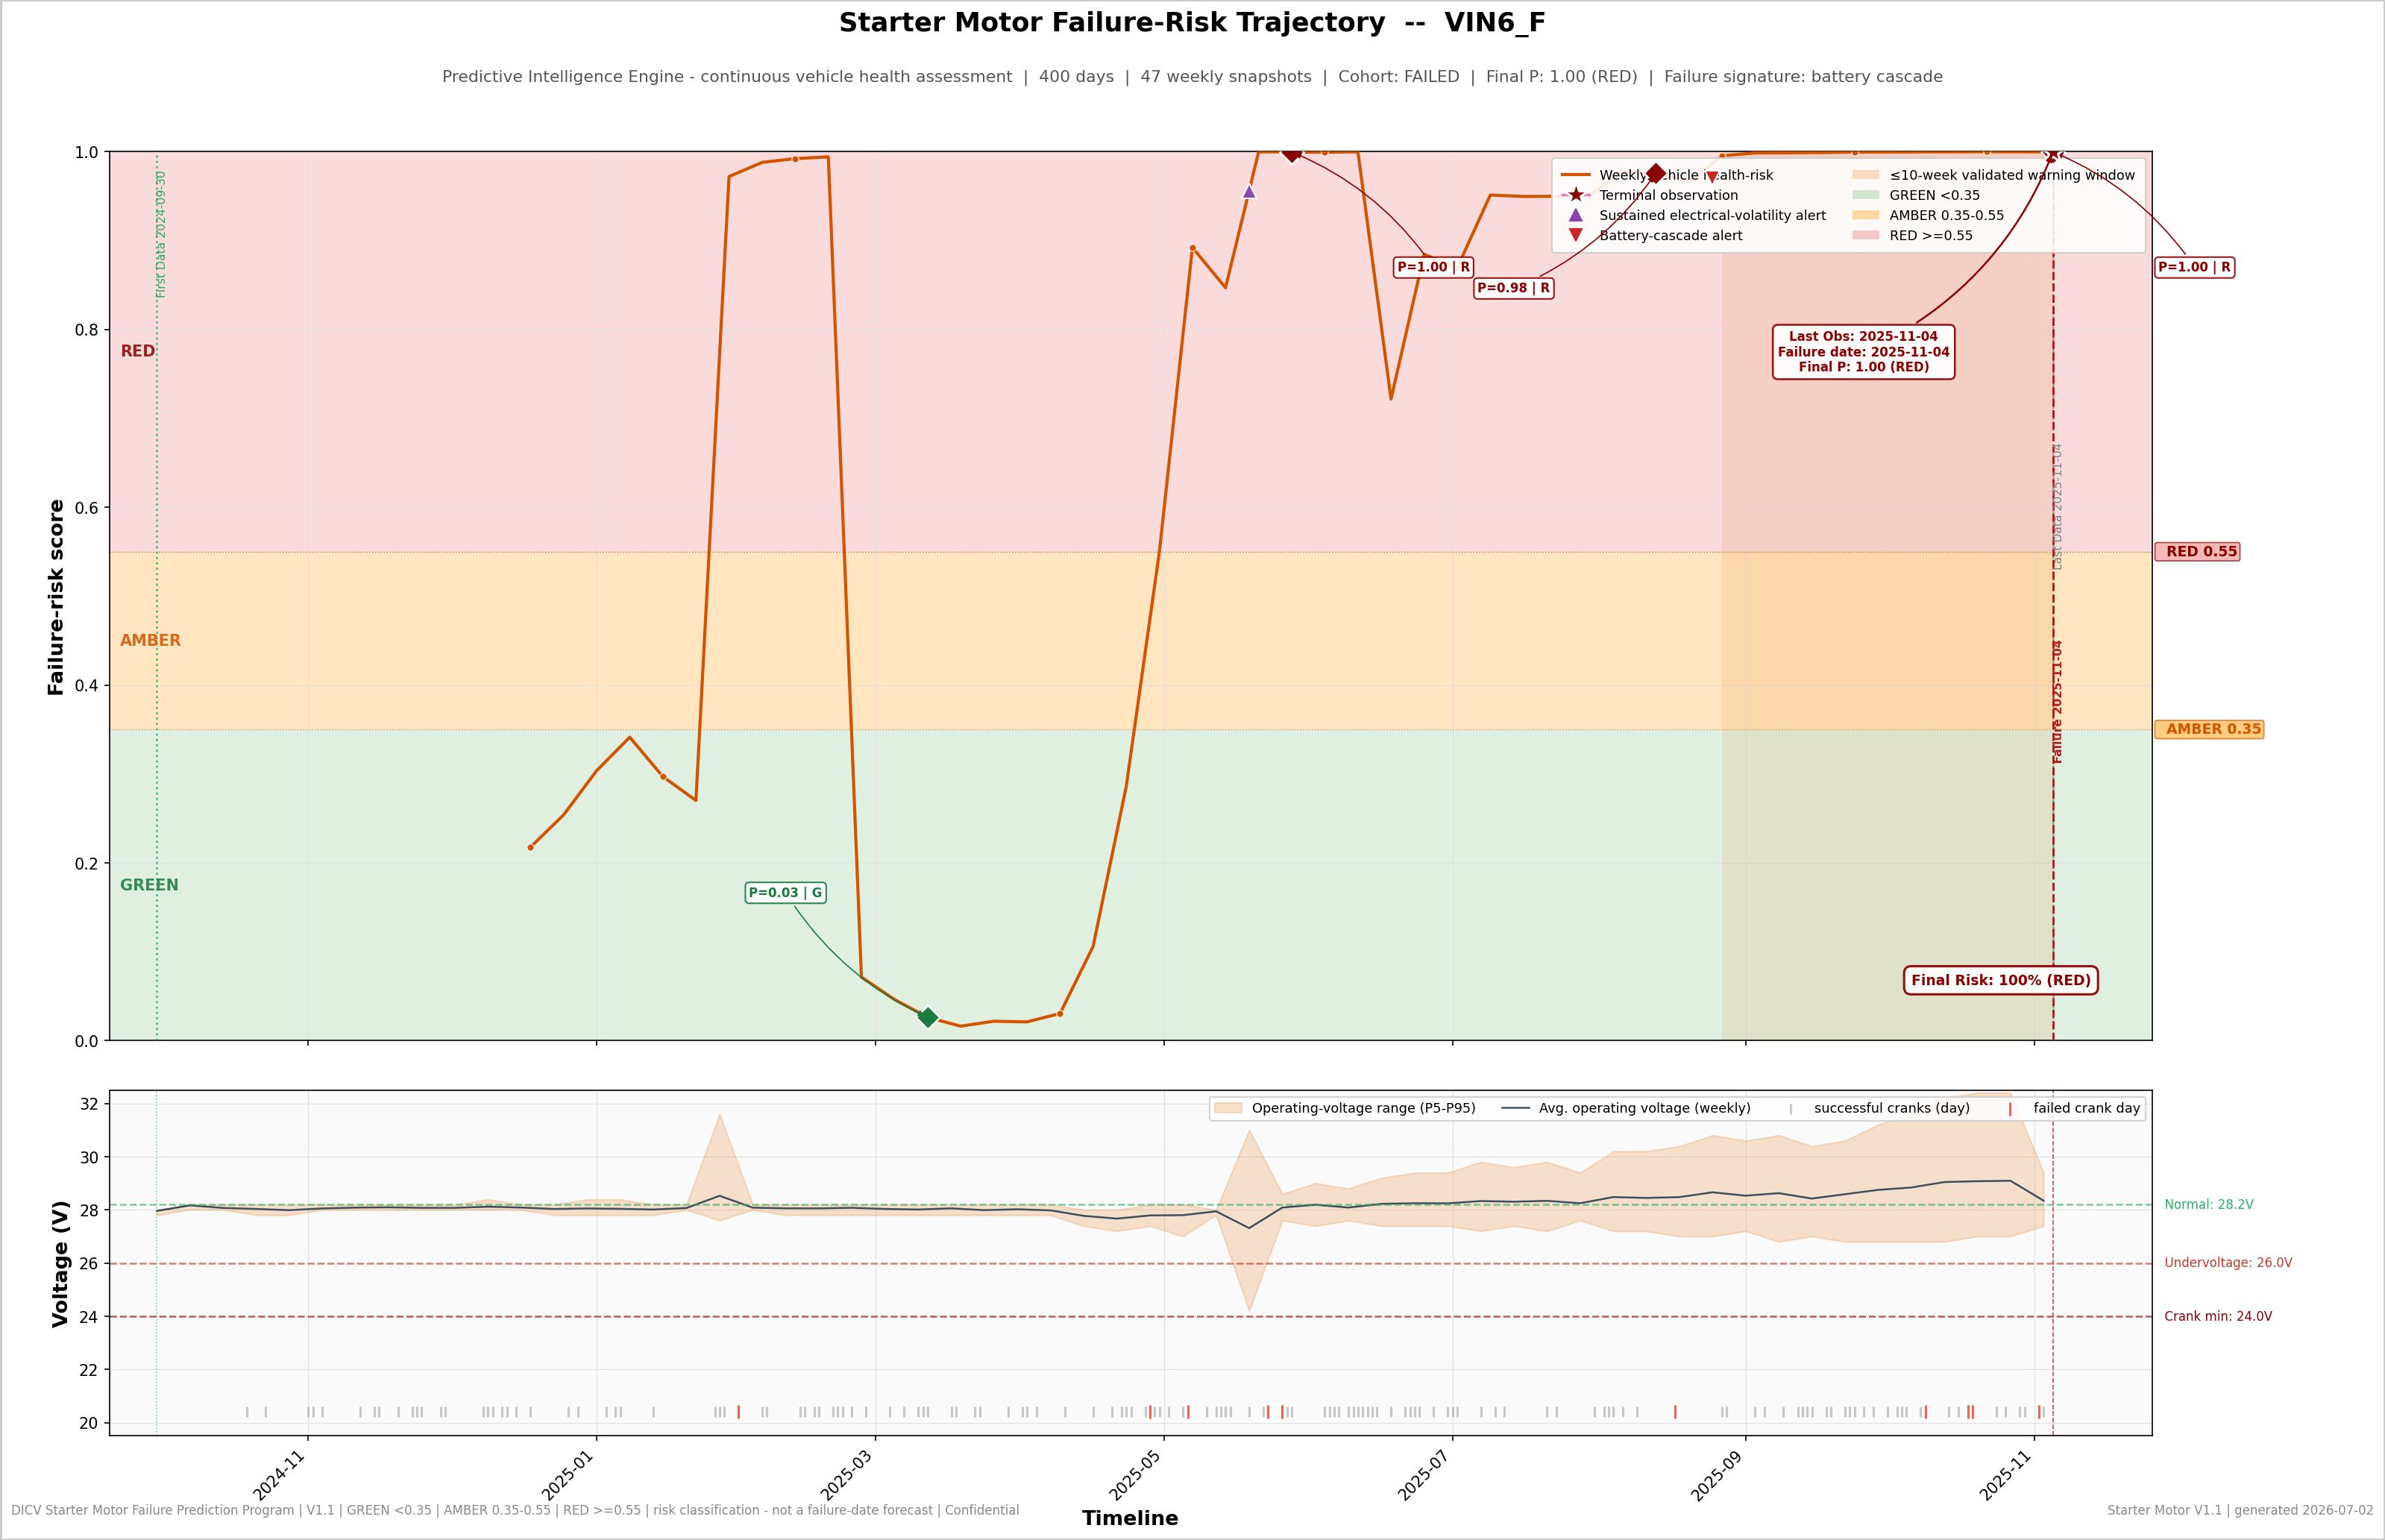 Starter Motor Failure-Risk Trajectory -- VIN6_F
Predictive Intelligence Engine - continuous vehicle health assessment | 400 days | 47 weekly snapshots | Cohort: FAILED | Final P: 1.00 (RED) | Failure signature: battery cascade
Failure-risk score
1.0
0.8
0.6
0.4
0.2
0.0
First Data 2024-09-30
RED
AMBER
GREEN
Terminal observation
Sustained electrical-volatility alert
Battery-cascade alert
≤10-week validated warning window
GREEN <0.35
AMBER 0.35-0.55
RED >=0.55
P=1.00 | R
P=0.98 | R
P=1.00 | R
Last Obs: 2025-11-04
Failure date: 2025-11-04
Final P: 1.00 (RED)
Last Data 2025-11-04
RED 0.55
Failure 2025-11-04
AMBER 0.35
P=0.03 | G
Final Risk: 100% (RED)
Voltage (V)
32
30
28
26
24
22
20
Operating-voltage range (P5-P95)
Avg. operating voltage (weekly)
successful cranks (day)
failed crank day
Normal: 28.2V
Undervoltage: 26.0V
Crank min: 24.0V
2024-11
2025-01
2025-03
2025-05
2025-07
2025-09
2025-11
Timeline
DICV Starter Motor Failure Prediction Program | V1.1 | GREEN <0.35 | AMBER 0.35-0.55 | RED >=0.55 | risk classification - not a failure-date forecast | Confidential
Starter Motor V1.1 | generated 2026-07-02